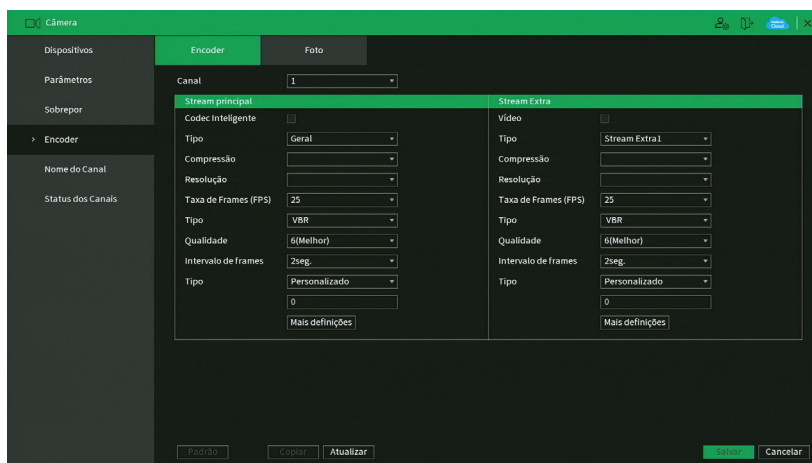 Câmera
Dispositivos
Parâmetros
Sobrepor
> Encoder
Nome do Canal
Status dos Canais
Encoder
Foto
Canal
1
Stream principal
Codec Inteligente
Tipo
Geral
Compressão
Resolução
Taxa de Frames (FPS)
25
Tipo
VBR
Qualidade
6(Melhor)
Intervalo de frames
2seg.
Tipo
Personalizado
0
Mais definições
Stream Extra
Vídeo
Tipo
Stream Extra1
Compressão
Resolução
Taxa de Frames (FPS)
25
Tipo
VBR
Qualidade
6(Melhor)
Intervalo de frames
2seg.
Tipo
Personalizado
0
Mais definições
Padrão
Copiar
Atualizar
Salvar
Cancelar